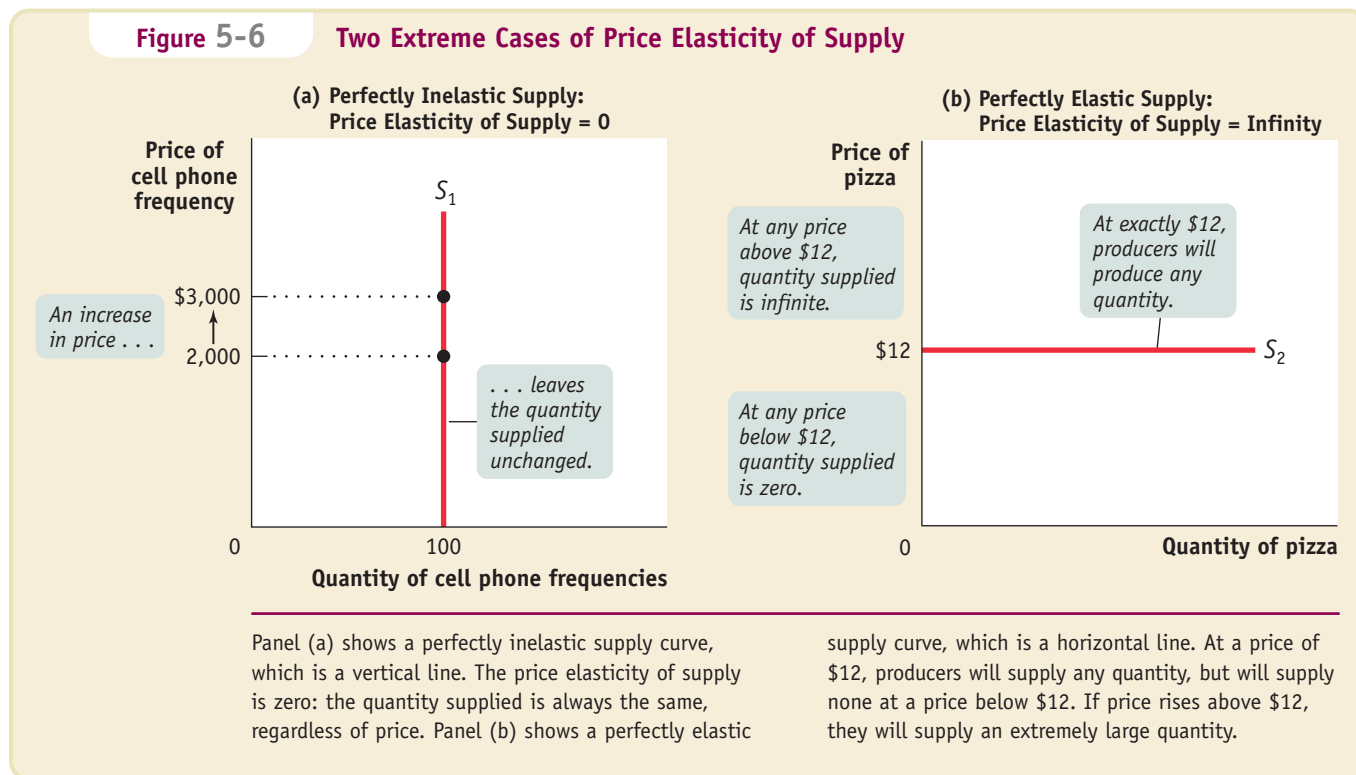 Figure 5-6 Two Extreme Cases of Price Elasticity of Supply
(a) Perfectly Inelastic Supply:
Price Elasticity of Supply = 0
Price of
cell phone
frequency
S1
$3,000
2,000
An increase
in price . . .
. . . leaves
the quantity
supplied
unchanged.
0
100
Quantity of cell phone frequencies
(b) Perfectly Elastic Supply:
Price Elasticity of Supply = Infinity
Price of
pizza
At any price
above $12,
quantity supplied
is infinite.
At exactly $12,
producers will
produce any
quantity.
$12
S2
At any price
below $12,
quantity supplied
is zero.
0
Quantity of pizza
Panel (a) shows a perfectly inelastic supply curve,
which is a vertical line. The price elasticity of supply
is zero: the quantity supplied is always the same,
regardless of price. Panel (b) shows a perfectly elastic
supply curve, which is a horizontal line. At a price of
$12, producers will supply any quantity, but will supply
none at a price below $12. If price rises above $12,
they will supply an extremely large quantity.